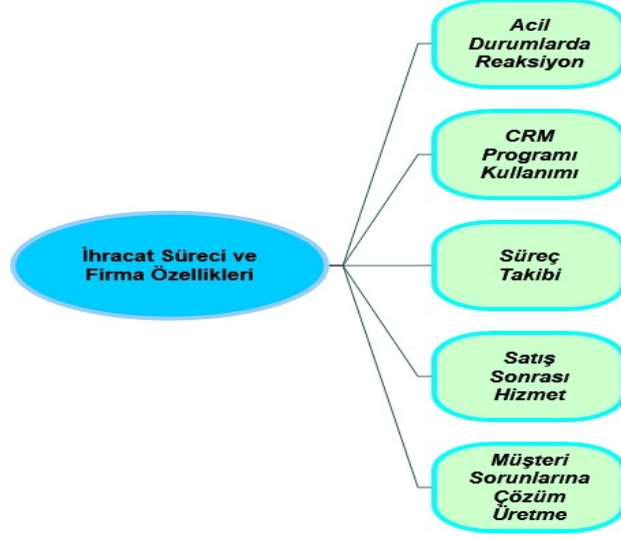 Acil
Durumlarda
Reaksiyon
CRM
Programı
Kullanımı
İhracat Süreci ve
Firma Özellikleri
Süreç
Takibi
Satış
Sonrası
Hizmet
Müşteri
Sorunlarına
Çözüm
Üretme